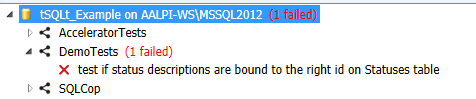 tSQLt_Example on AALPI-WS\MSSQL2012 (1 failed)
AcceleratorTests
DemoTests (1 failed)
test if status descriptions are bound to the right id on Statuses table
SQLCop